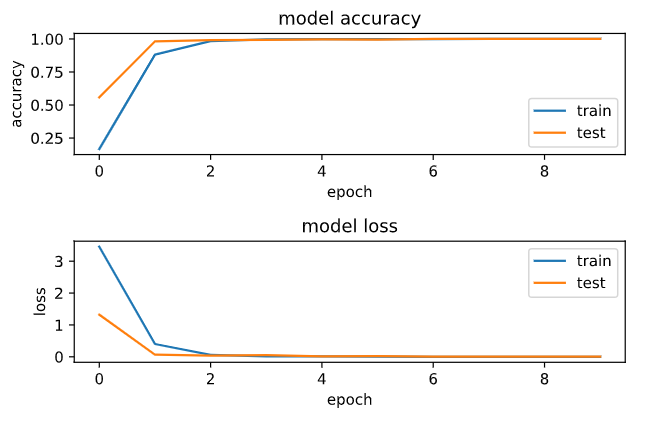 model accuracy
1.00
0.75
0.50
0.25
accuracy
train
test
0 2 4 6 8
epoch
model loss
3
2
1
0
loss
train
test
0 2 4 6 8
epoch